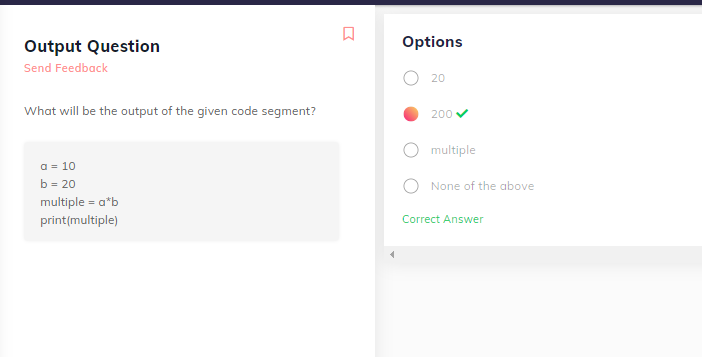 Output Question
Send Feedback
What will be the output of the given code segment?
a = 10
b = 20
multiple = a*b
print(multiple)
Options
20
200
multiple
None of the above
Correct Answer